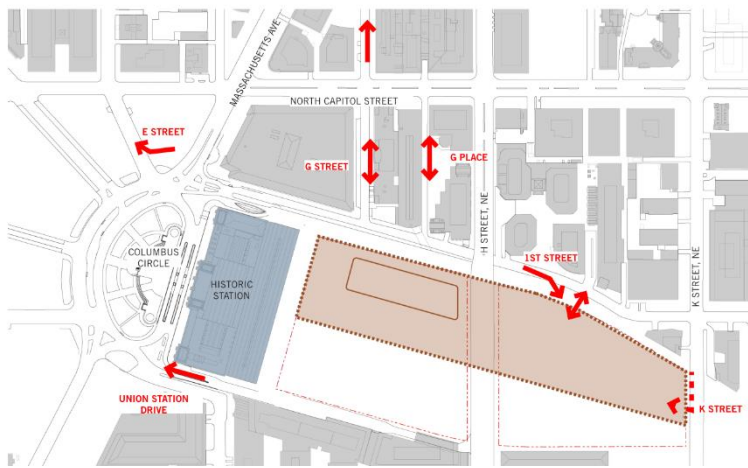 MASSACHUSETTS AVE
NORTH CAPITOL STREET
E STREET
G STREET
G PLACE
H STREET, NE
COLUMBUS
CIRCLE
HISTORIC
STATION
1ST STREET
K STREET, NE
UNION STATION
DRIVE
K STREET